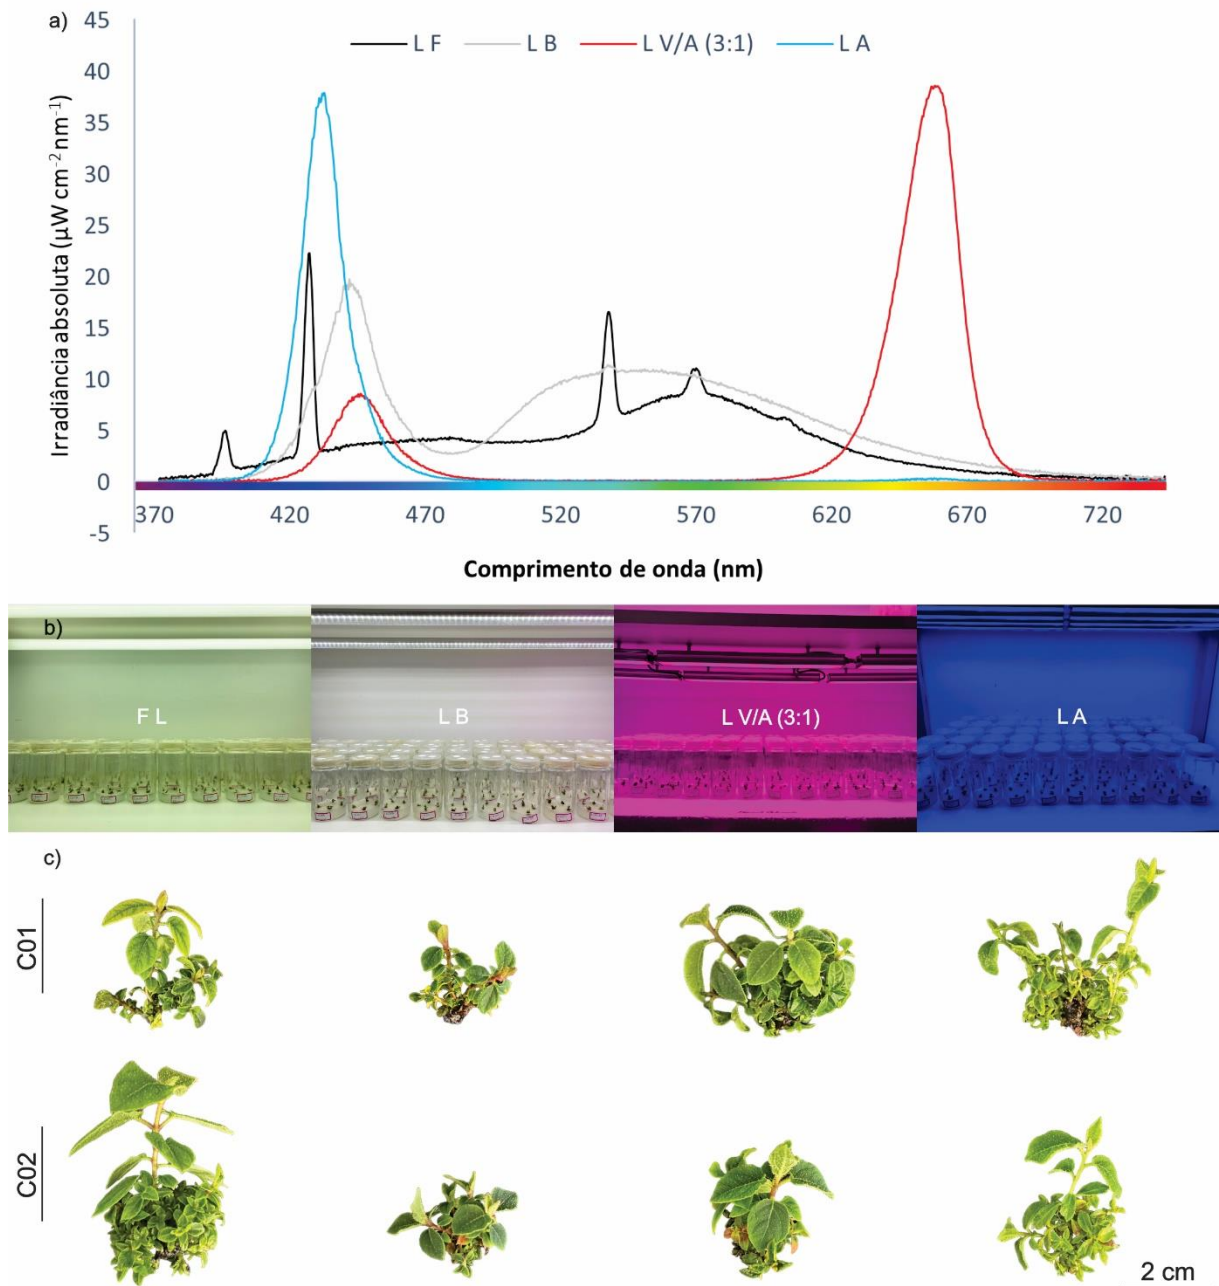 a)
45
L F L B L V/A (3:1) L A
40
35
30
25
20
15
10
5
0
-5
Irradiância absoluta (µW cm⁻² nm⁻¹)
370 420 470 520 570 620 670 720
Comprimento de onda (nm)
b)
F L L B L V/A (3:1) L A
c)
C01
C02
2 cm